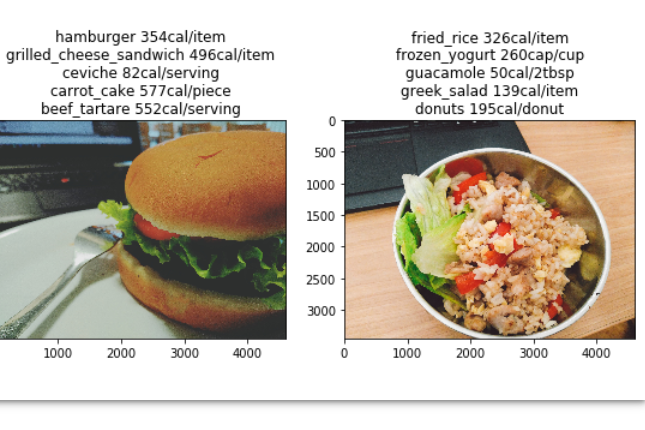 hamburger 354cal/item
grilled_cheese_sandwich 496cal/item
ceviche 82cal/serving
carrot_cake 577cal/piece
beef_tartare 552cal/serving
1000
2000
3000
4000
fried_rice 326cal/item
frozen_yogurt 260cap/cup
guacamole 50cal/2tbsp
greek_salad 139cal/item
donuts 195cal/donut
0
500
1000
1500
2000
2500
3000
0
1000
2000
3000
4000